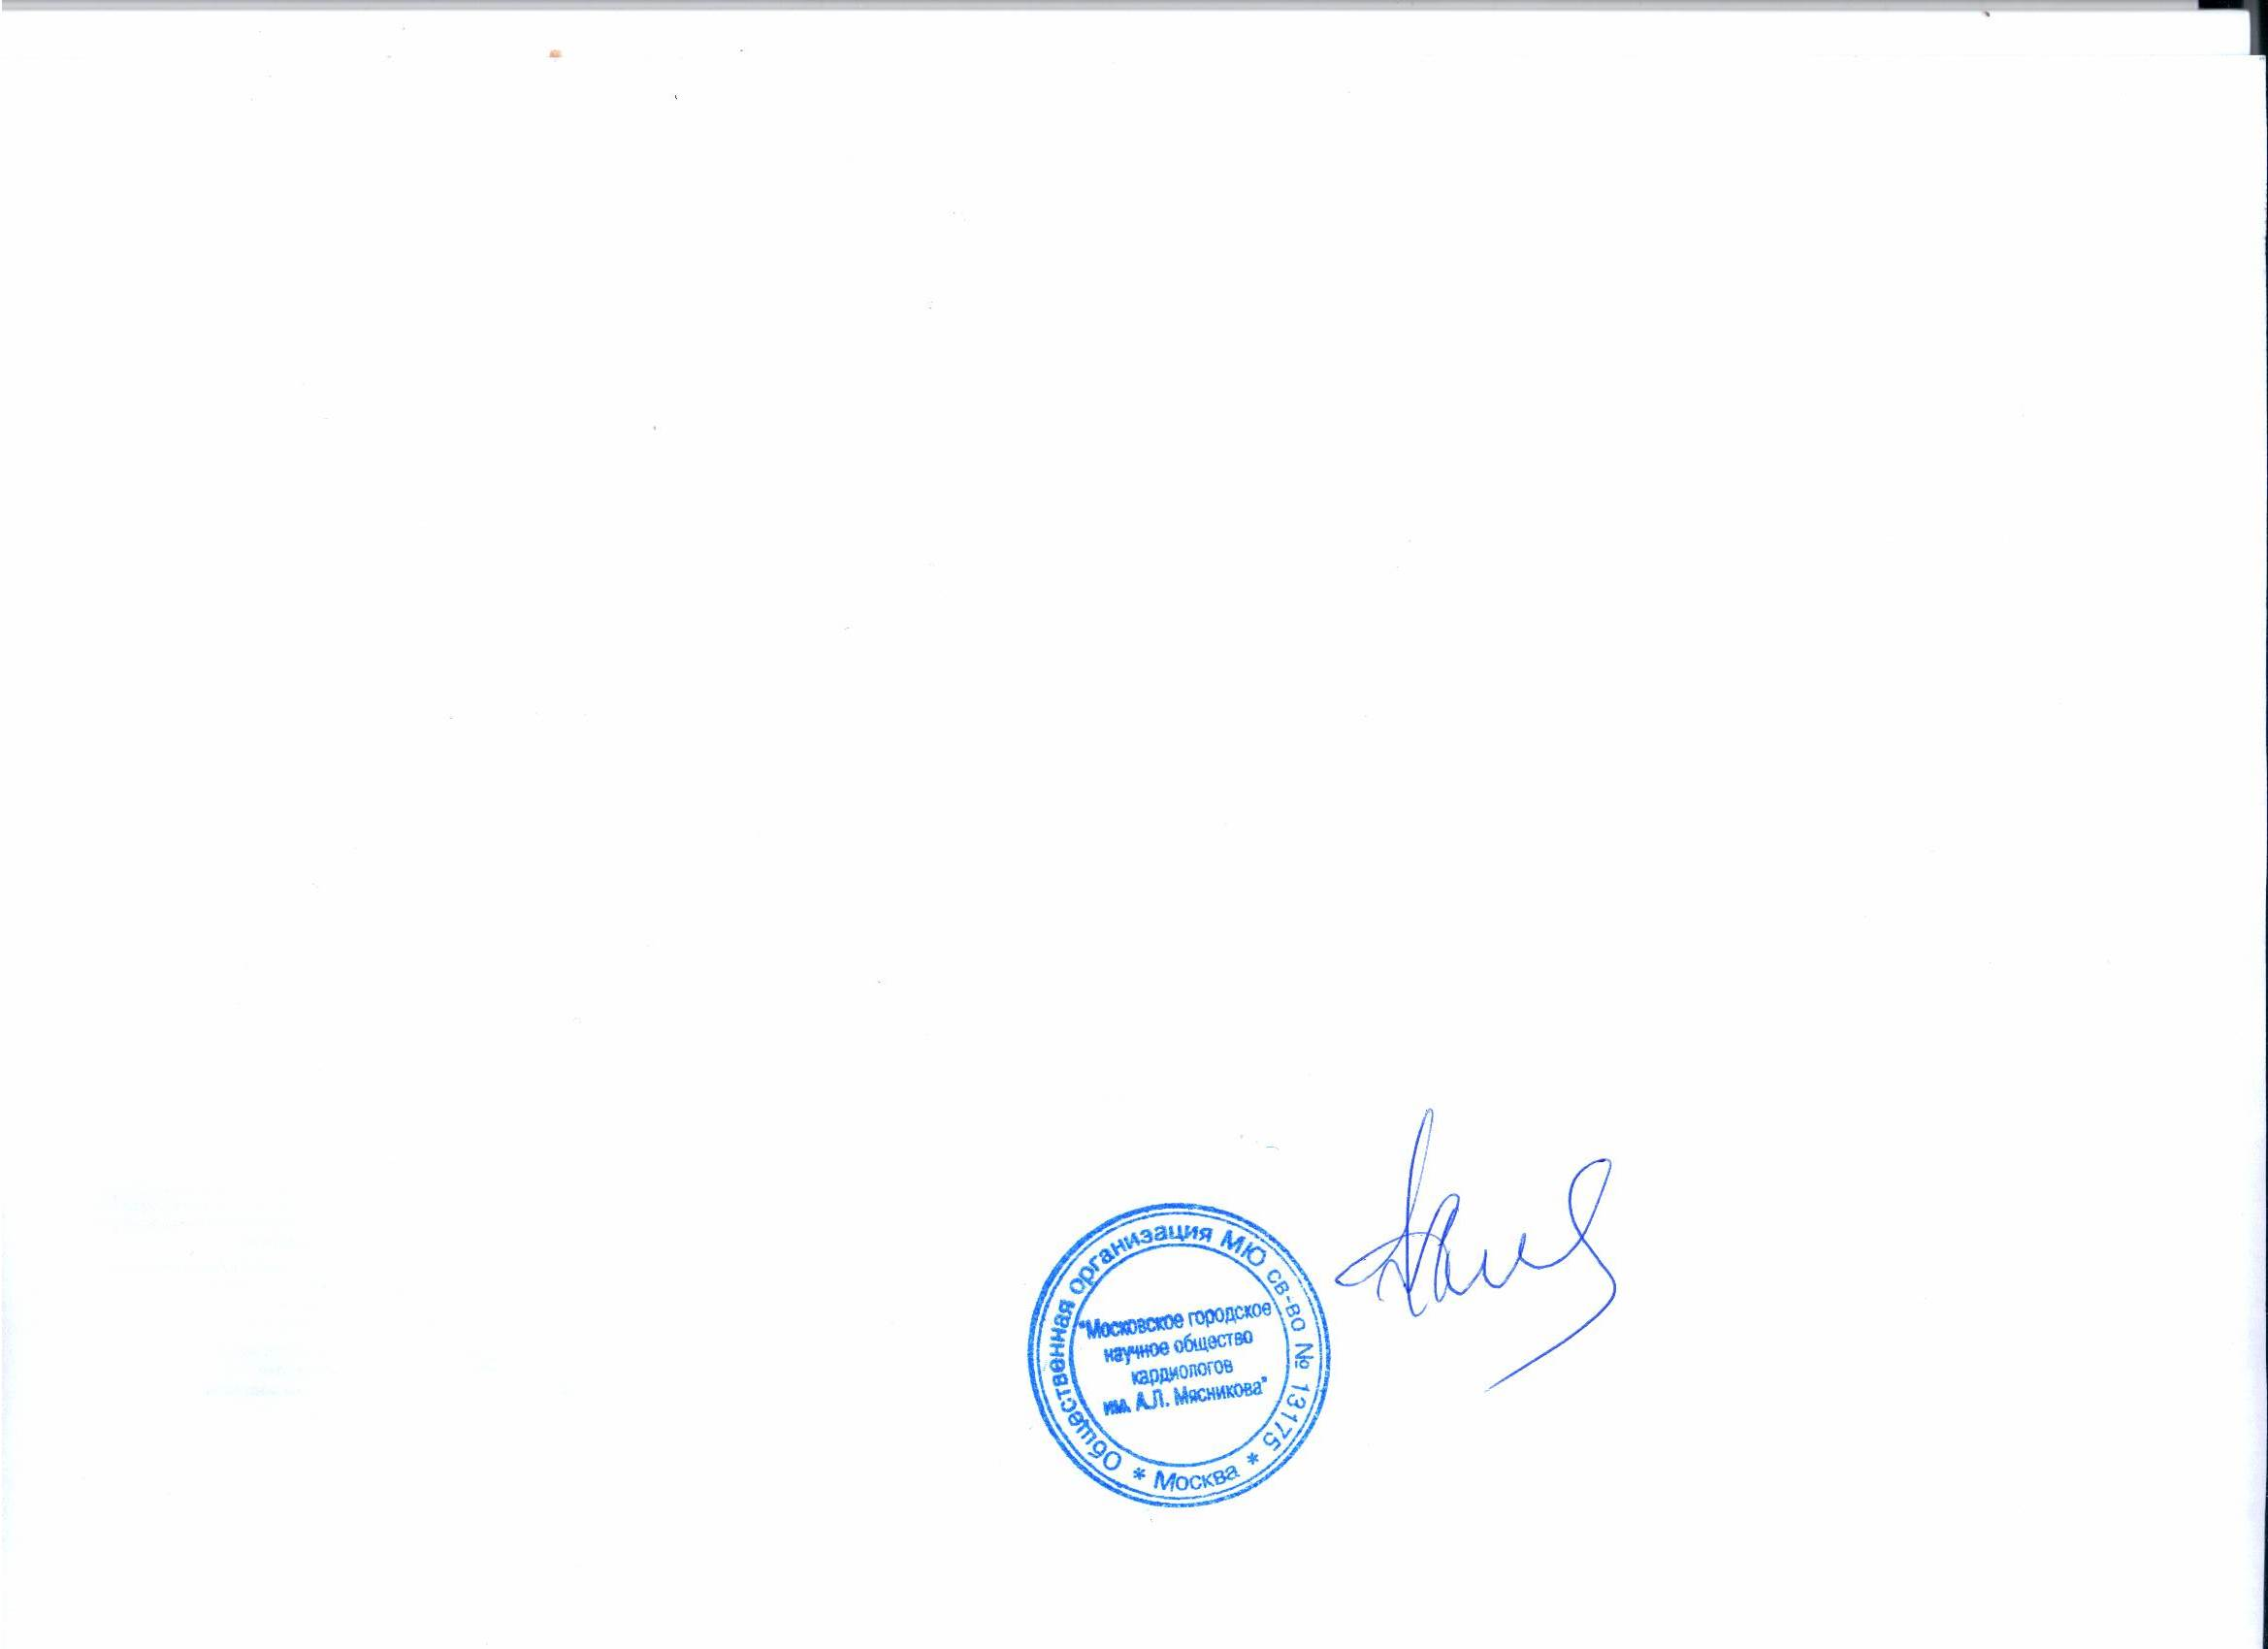 Общественная организация МЮ св-во № 13175 * Москва *
"Московское городское
научное общество
кардиологов
им. А.Л. Мясникова"